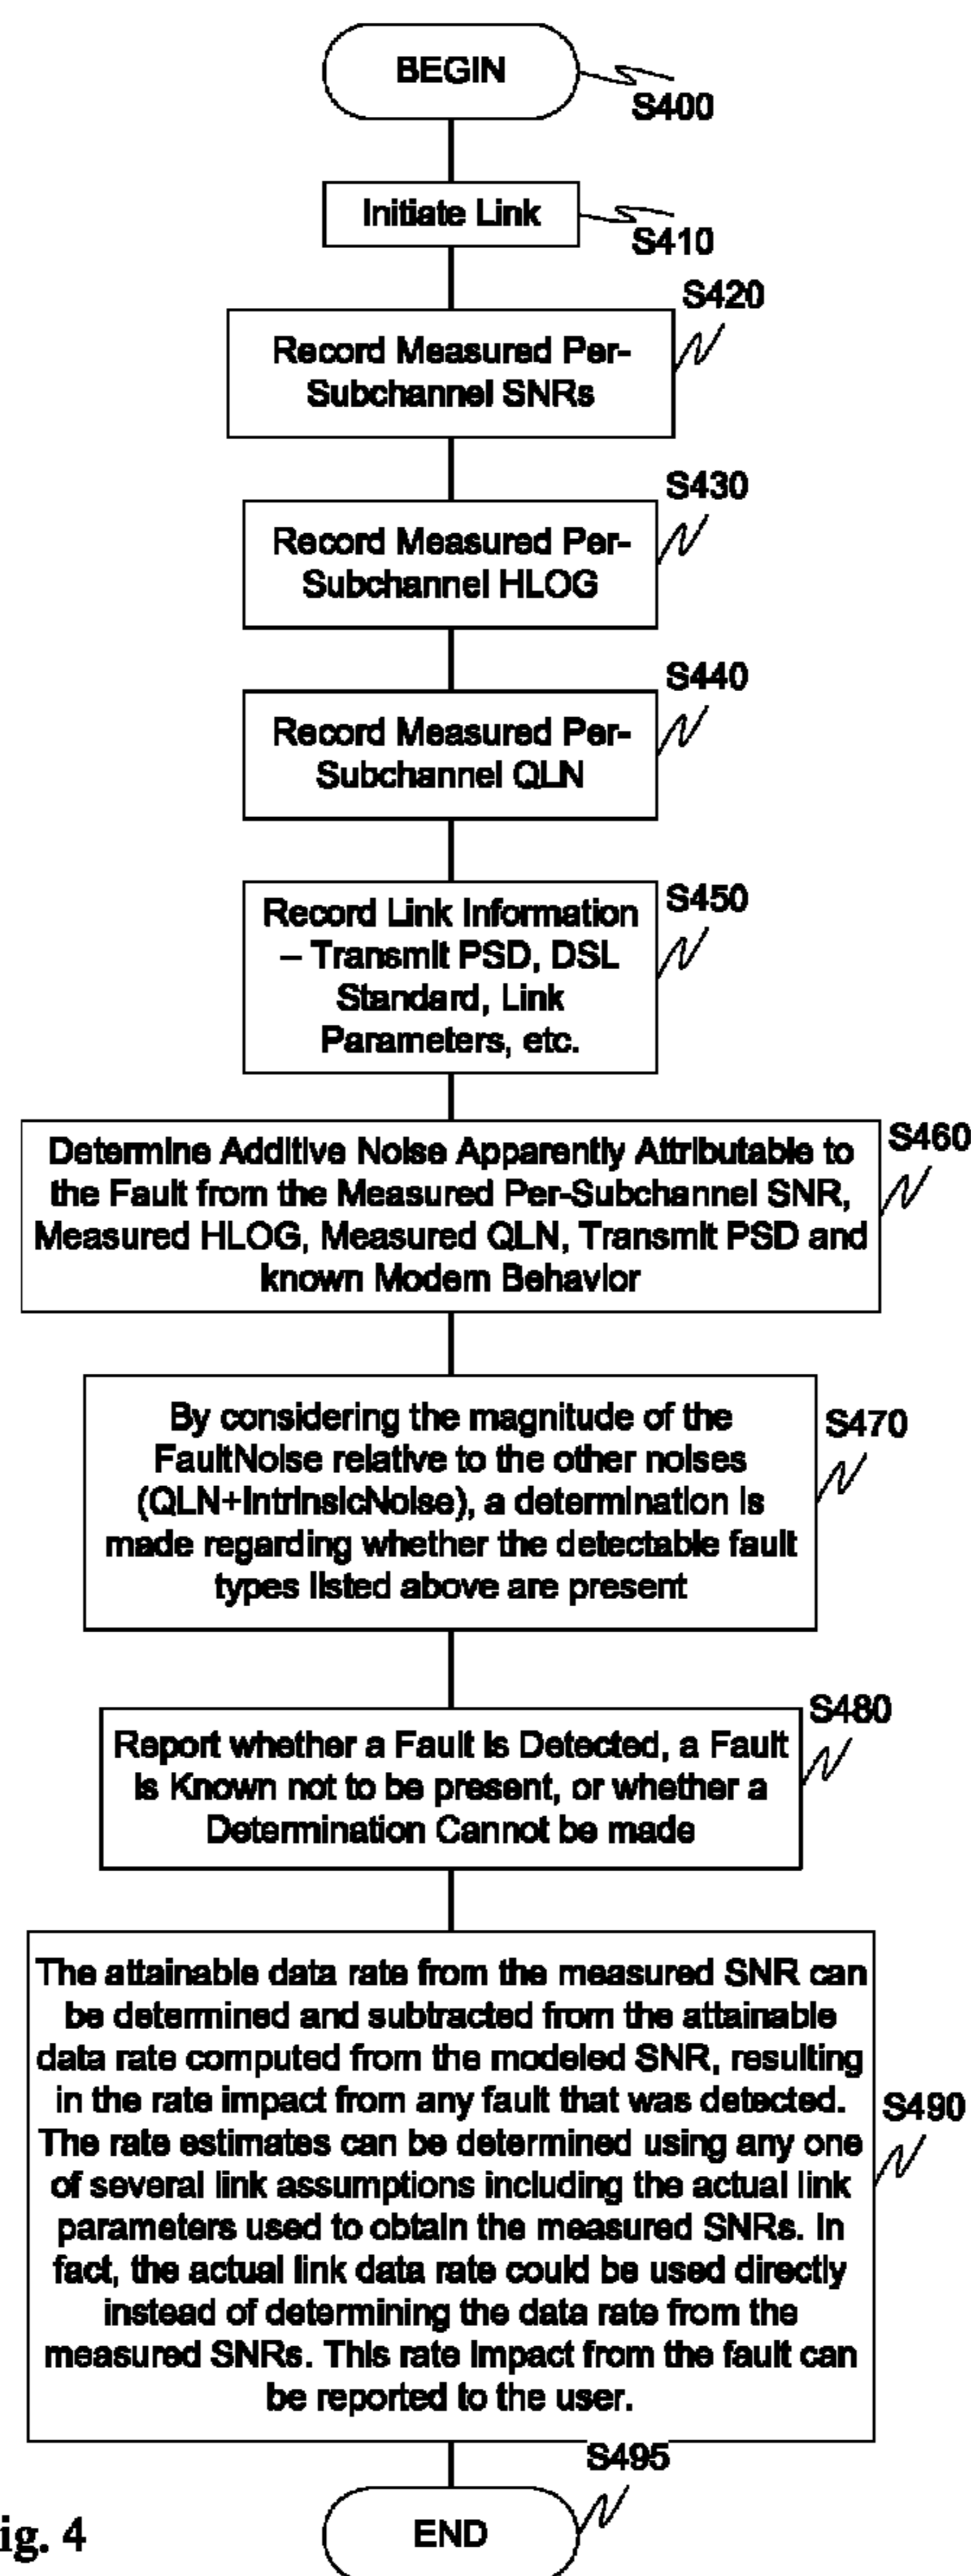 BEGIN
S400
Initiate Link
S410
S420
Record Measured Per-
Subchannel SNRs
S430
Record Measured Per-
Subchannel HLOG
S440
Record Measured Per-
Subchannel QLN
S450
Record Link Information
– Transmit PSD, DSL
Standard, Link
Parameters, etc.
S460
Determine Additive Noise Apparently Attributable to
the Fault from the Measured Per-Subchannel SNR,
Measured HLOG, Measured QLN, Transmit PSD and
known Modem Behavior
S470
By considering the magnitude of the
FaultNoise relative to the other noises
(QLN+IntrinsicNoise), a determination is
made regarding whether the detectable fault
types listed above are present
S480
Report whether a Fault is Detected, a Fault
is Known not to be present, or whether a
Determination Cannot be made
S490
The attainable data rate from the measured SNR can
be determined and subtracted from the attainable
data rate computed from the modeled SNR, resulting
in the rate impact from any fault that was detected.
The rate estimates can be determined using any one
of several link assumptions including the actual link
parameters used to obtain the measured SNRs. In
fact, the actual link data rate could be used directly
instead of determining the data rate from the
measured SNRs. This rate impact from the fault can
be reported to the user.
S495
END
ig. 4